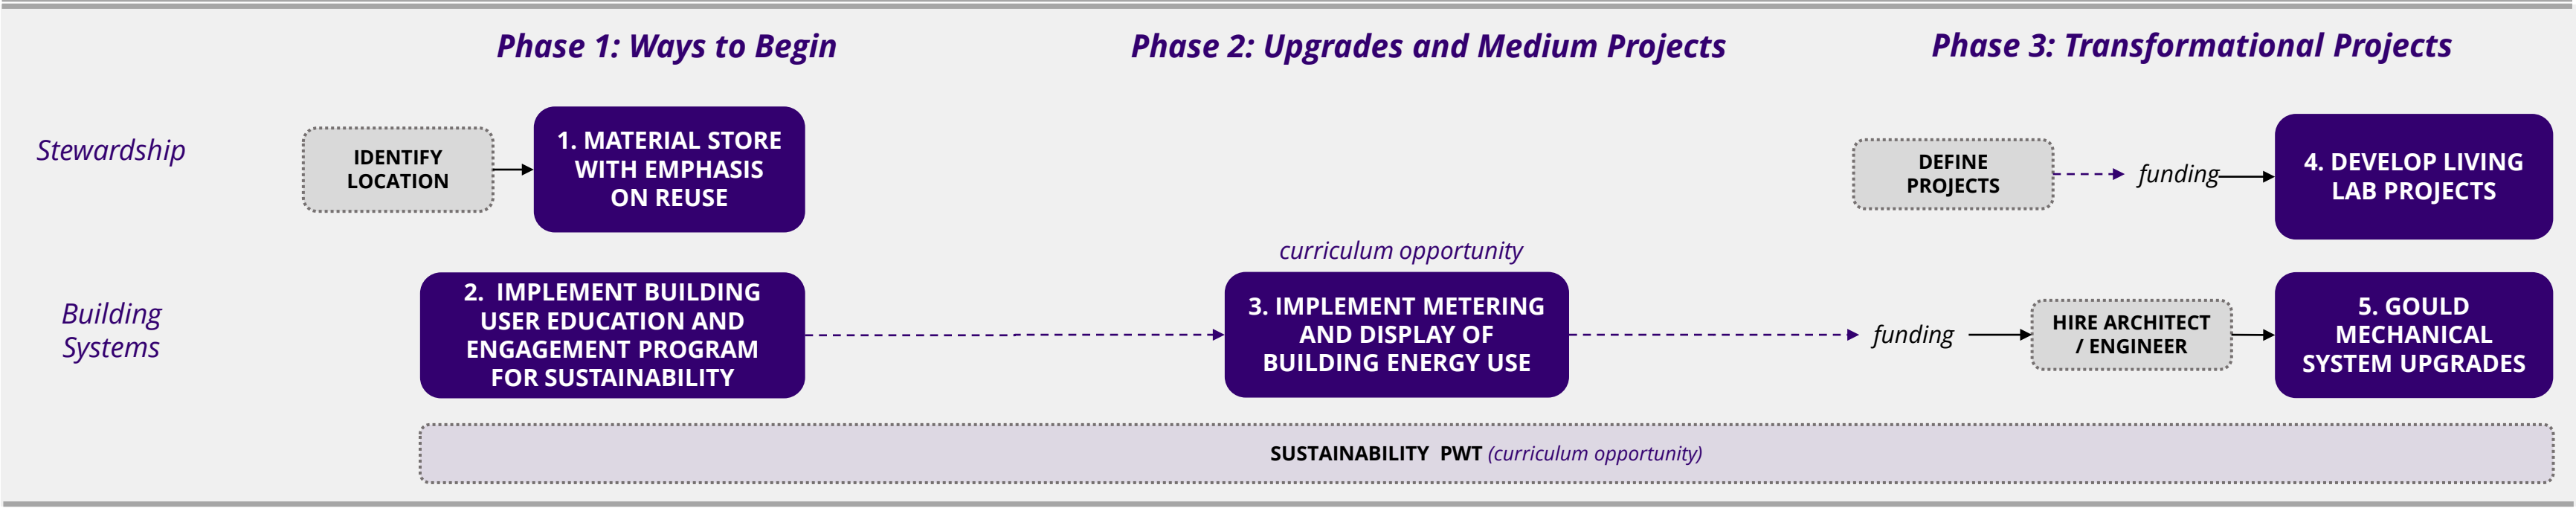 Phase 1: Ways to Begin
Phase 2: Upgrades and Medium Projects
Phase 3: Transformational Projects
Stewardship
IDENTIFY
LOCATION
1. MATERIAL STORE
WITH EMPHASIS
ON REUSE
DEFINE
PROJECTS
funding
4. DEVELOP LIVING
LAB PROJECTS
Building
Systems
2. IMPLEMENT BUILDING
USER EDUCATION AND
ENGAGEMENT PROGRAM
FOR SUSTAINABILITY
curriculum opportunity
3. IMPLEMENT METERING
AND DISPLAY OF
BUILDING ENERGY USE
funding
HIRE ARCHITECT
/ ENGINEER
5. GOULD
MECHANICAL
SYSTEM UPGRADES
SUSTAINABILITY PWT (curriculum opportunity)